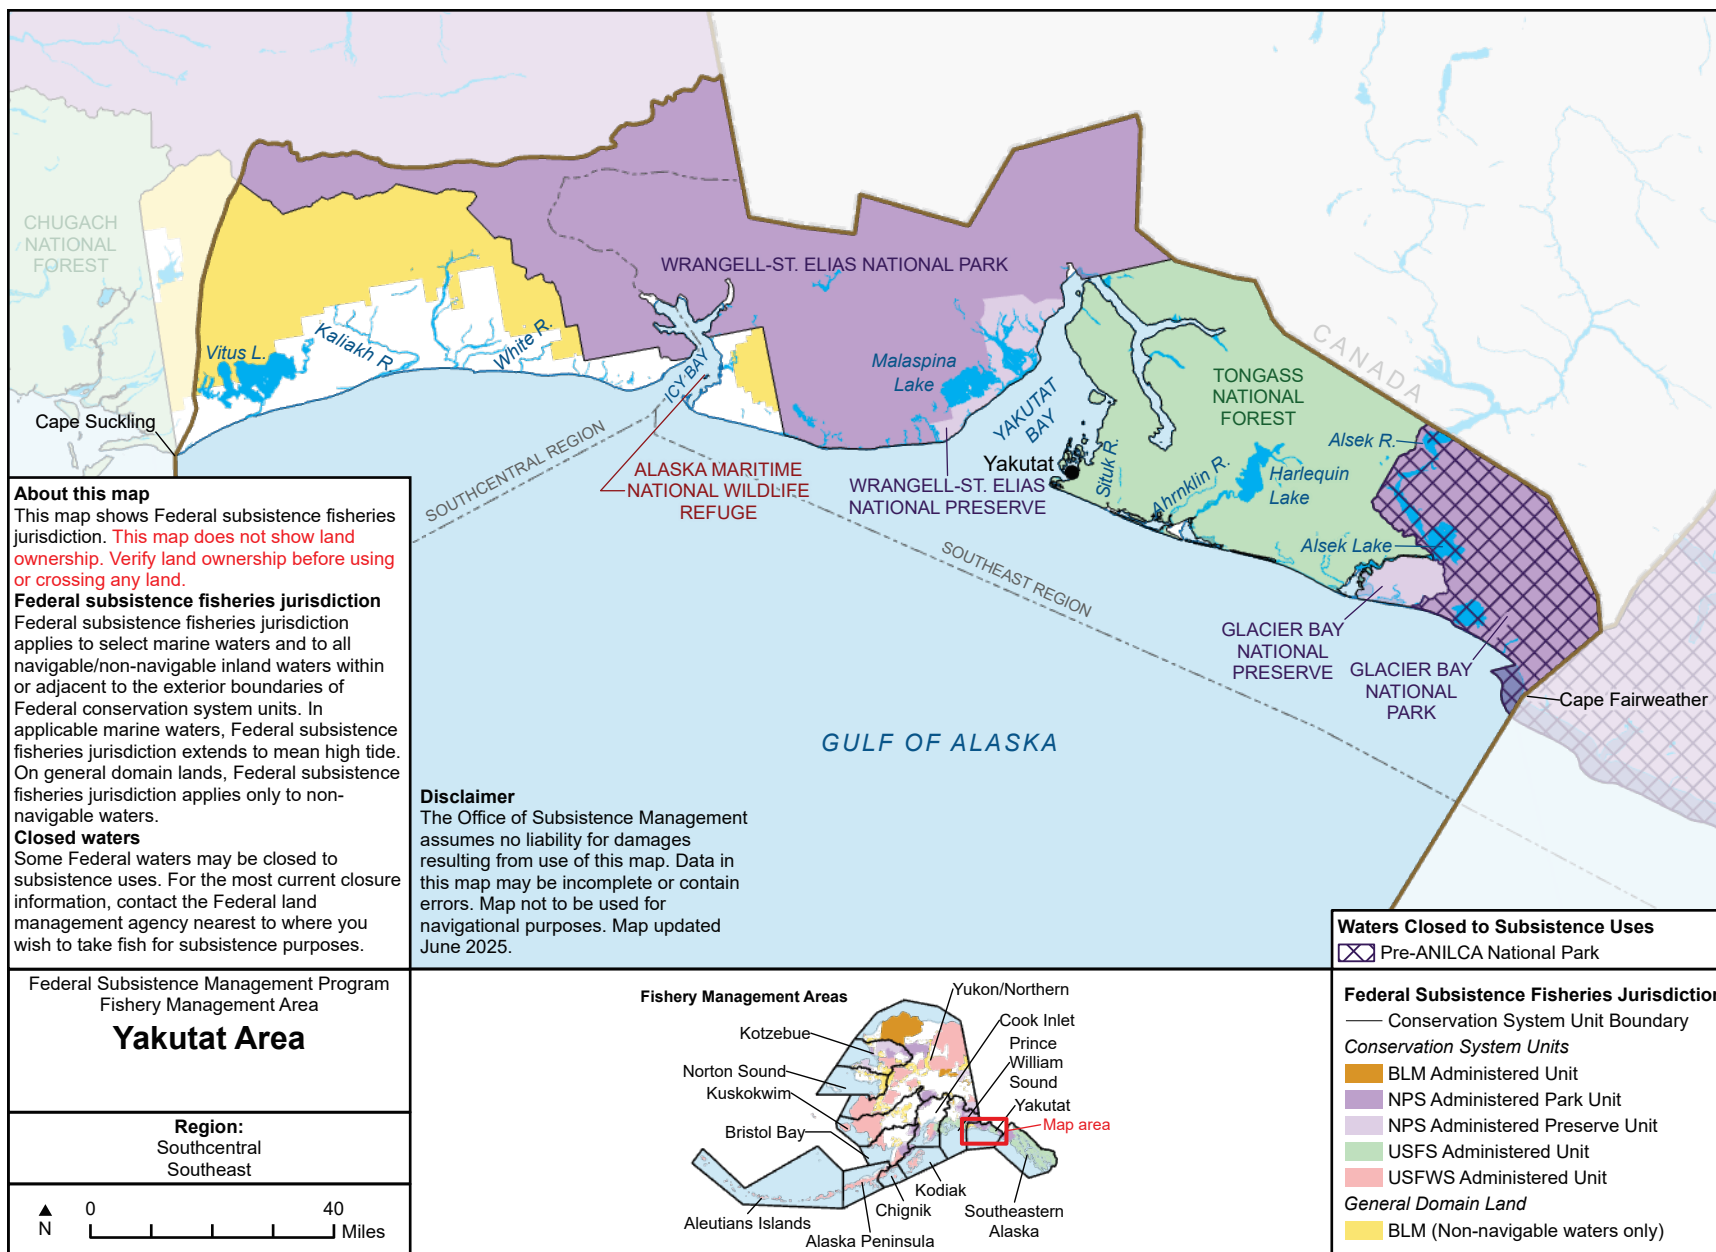 CHUGACH
NATIONAL
FOREST
WRANGELL-ST. ELIAS NATIONAL PARK
CANADA
Vitus L.
Kaliakh R.
White R.
ICY BAY
Malaspina
Lake
YAKUTAT
BAY
TONGASS
NATIONAL
FOREST
Cape Suckling
SOUTHCENTRAL REGION
ALASKA MARITIME
NATIONAL WILDLIFE
REFUGE
WRANGELL-ST. ELIAS
NATIONAL PRESERVE
Yakutat
Situk R.
Ahrnklin R.
Harlequin
Lake
Alsek R.
Alsek Lake
SOUTHEAST REGION
GLACIER BAY
NATIONAL
PRESERVE
GLACIER BAY
NATIONAL
PARK
Cape Fairweather
GULF OF ALASKA
About this map
This map shows Federal subsistence fisheries
jurisdiction. This map does not show land
ownership. Verify land ownership before using
or crossing any land.
Federal subsistence fisheries jurisdiction
Federal subsistence fisheries jurisdiction
applies to select marine waters and to all
navigable/non-navigable inland waters within
or adjacent to the exterior boundaries of
Federal conservation system units. In
applicable marine waters, Federal subsistence
fisheries jurisdiction extends to mean high tide.
On general domain lands, Federal subsistence
fisheries jurisdiction applies only to non-
navigable waters.
Closed waters
Some Federal waters may be closed to
subsistence uses. For the most current closure
information, contact the Federal land
management agency nearest to where you
wish to take fish for subsistence purposes.
Disclaimer
The Office of Subsistence Management
assumes no liability for damages
resulting from use of this map. Data in
this map may be incomplete or contain
errors. Map not to be used for
navigational purposes. Map updated
June 2025.
Federal Subsistence Management Program
Fishery Management Area
Yakutat Area
Region:
Southcentral
Southeast
N
0 40
Miles
Fishery Management Areas
Yukon/Northern
Kotzebue
Cook Inlet
Prince
William
Sound
Norton Sound
Kuskokwim
Yakutat
Map area
Bristol Bay
Kodiak
Chignik
Southeastern
Alaska
Aleutians Islands
Alaska Peninsula
Waters Closed to Subsistence Uses
Pre-ANILCA National Park
Federal Subsistence Fisheries Jurisdiction
Conservation System Unit Boundary
Conservation System Units
BLM Administered Unit
NPS Administered Park Unit
NPS Administered Preserve Unit
USFS Administered Unit
USFWS Administered Unit
General Domain Land
BLM (Non-navigable waters only)